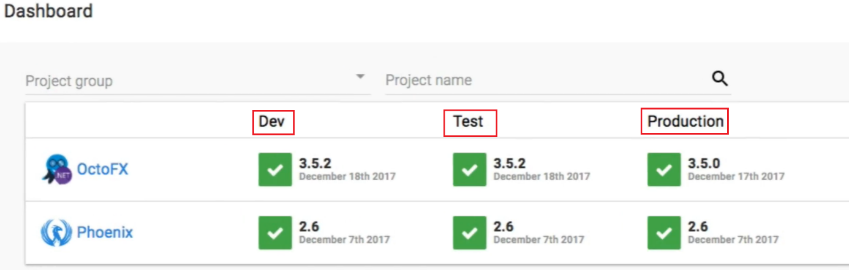 Dashboard
Project group Project name
Dev Test Production
NET OctoFX 3.5.2 3.5.2 3.5.0
December 18th 2017 December 18th 2017 December 17th 2017
Phoenix 2.6 2.6 2.6
December 7th 2017 December 7th 2017 December 7th 2017